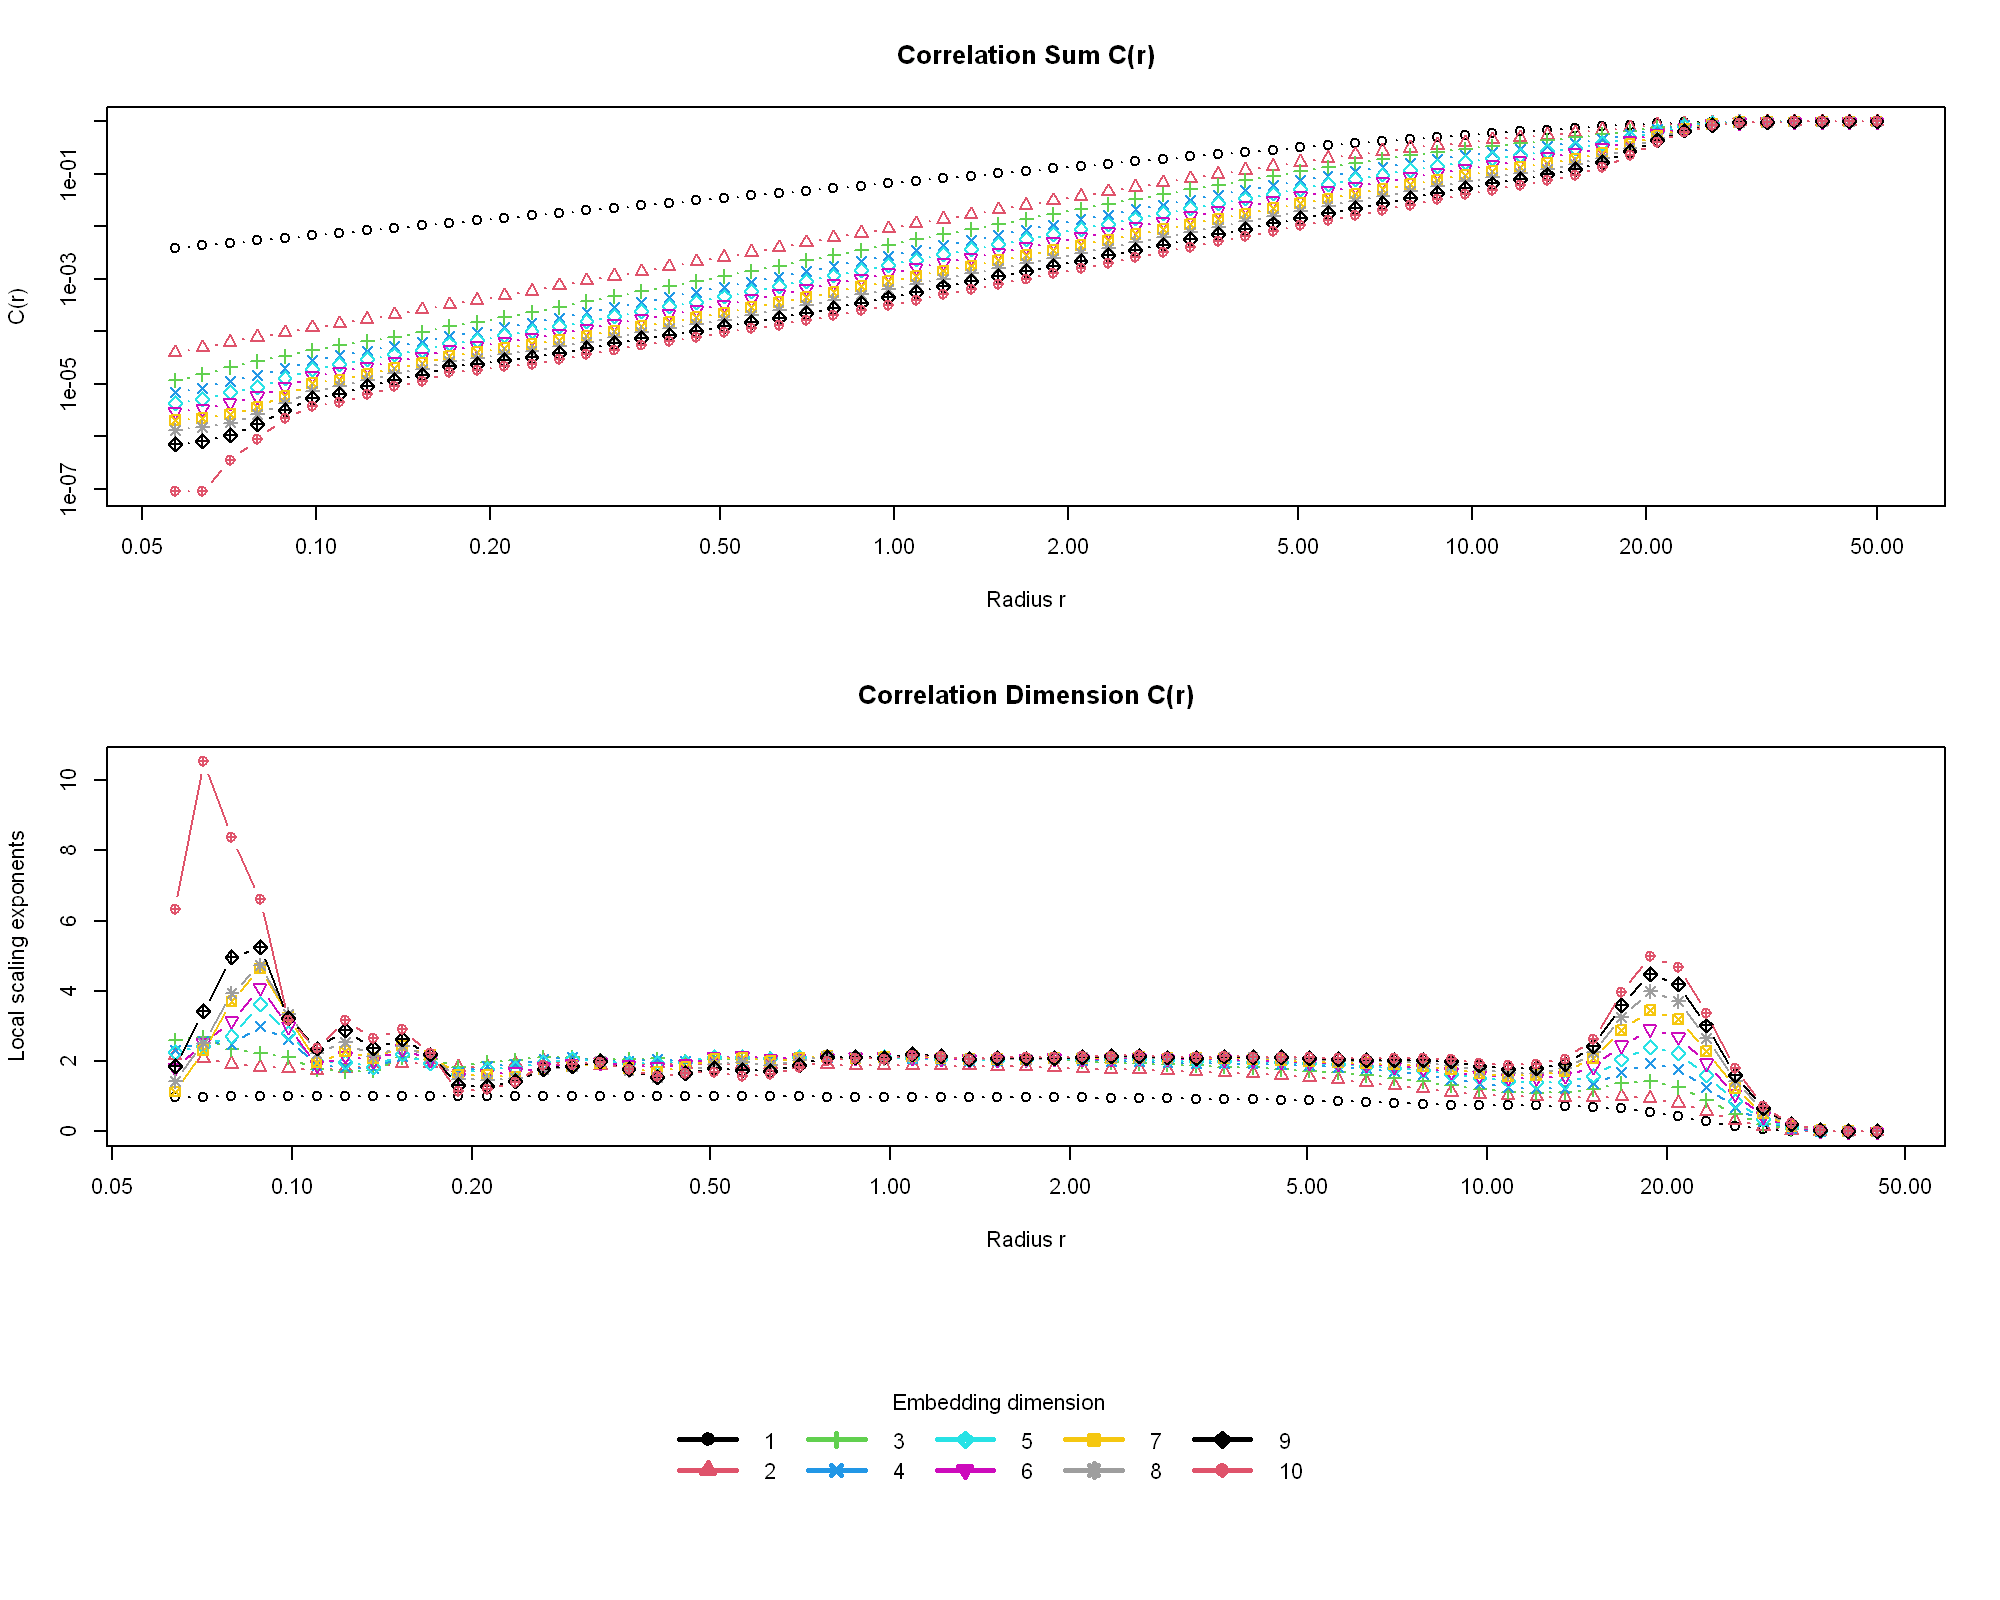 Correlation Sum C(r)
C(r)
1e-01
1e-03
1e-05
1e-07
0.05 0.10 0.20 0.50 1.00 2.00 5.00 10.00 20.00 50.00
Radius r
Correlation Dimension C(r)
Local scaling exponents
10
8
6
4
2
0
0.05 0.10 0.20 0.50 1.00 2.00 5.00 10.00 20.00 50.00
Radius r
Embedding dimension
1 3 5 7 9
2 4 6 8 10